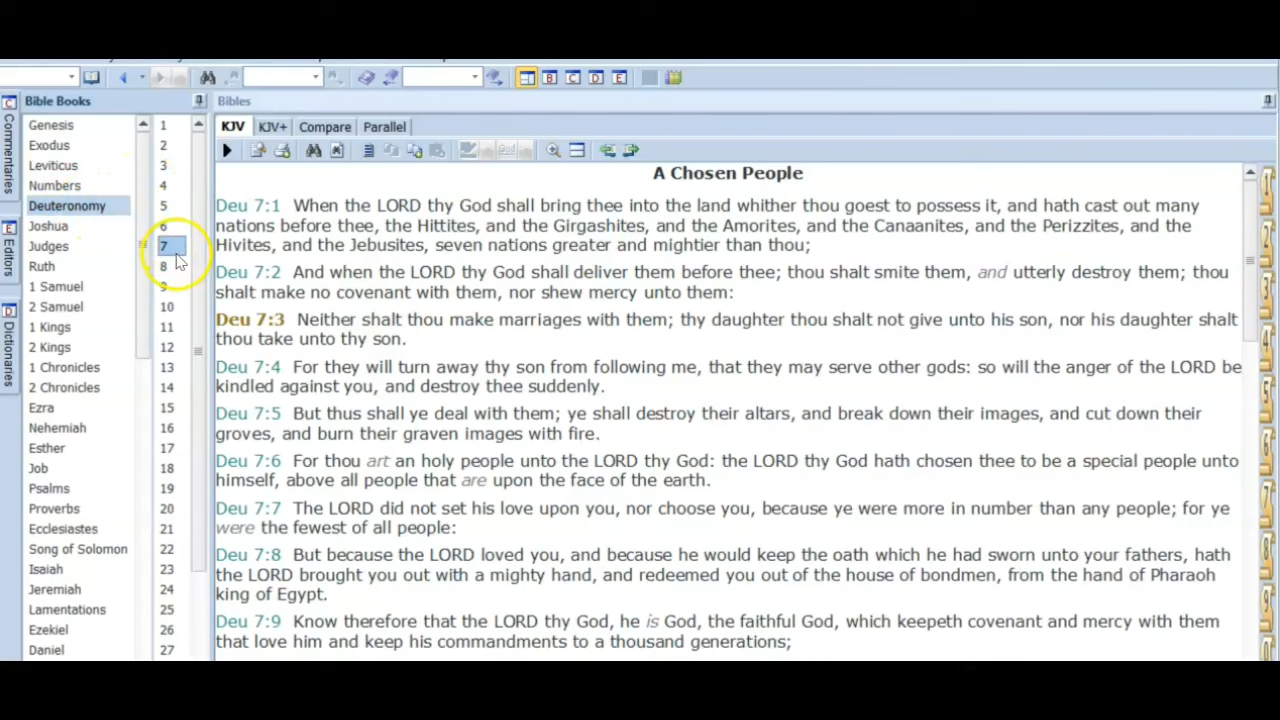 Bible Books
Bibles
KJV KJV+ Compare Parallel
Commentaries
Editors
Dictionaries
Genesis
Exodus
Leviticus
Numbers
Deuteronomy
Joshua
Judges
Ruth
1 Samuel
2 Samuel
1 Kings
2 Kings
1 Chronicles
2 Chronicles
Ezra
Nehemiah
Esther
Job
Psalms
Proverbs
Ecclesiastes
Song of Solomon
Isaiah
Jeremiah
Lamentations
Ezekiel
Daniel
1
2
3
4
5
6
7
8
9
10
11
12
13
14
15
16
17
18
19
20
21
22
23
24
25
26
27
A Chosen People
Deu 7:1 When the LORD thy God shall bring thee into the land whither thou goest to possess it, and hath cast out many
nations before thee, the Hittites, and the Girgashites, and the Amorites, and the Canaanites, and the Perizzites, and the
Hivites, and the Jebusites, seven nations greater and mightier than thou;
Deu 7:2 And when the LORD thy God shall deliver them before thee; thou shalt smite them, and utterly destroy them; thou
shalt make no covenant with them, nor shew mercy unto them:
Deu 7:3 Neither shalt thou make marriages with them; thy daughter thou shalt not give unto his son, nor his daughter shalt
thou take unto thy son.
Deu 7:4 For they will turn away thy son from following me, that they may serve other gods: so will the anger of the LORD be
kindled against you, and destroy thee suddenly.
Deu 7:5 But thus shall ye deal with them; ye shall destroy their altars, and break down their images, and cut down their
groves, and burn their graven images with fire.
Deu 7:6 For thou art an holy people unto the LORD thy God: the LORD thy God hath chosen thee to be a special people unto
himself, above all people that are upon the face of the earth.
Deu 7:7 The LORD did not set his love upon you, nor choose you, because ye were more in number than any people; for ye
were the fewest of all people:
Deu 7:8 But because the LORD loved you, and because he would keep the oath which he had sworn unto your fathers, hath
the LORD brought you out with a mighty hand, and redeemed you out of the house of bondmen, from the hand of Pharaoh
king of Egypt.
Deu 7:9 Know therefore that the LORD thy God, he is God, the faithful God, which keepeth covenant and mercy with them
that love him and keep his commandments to a thousand generations;